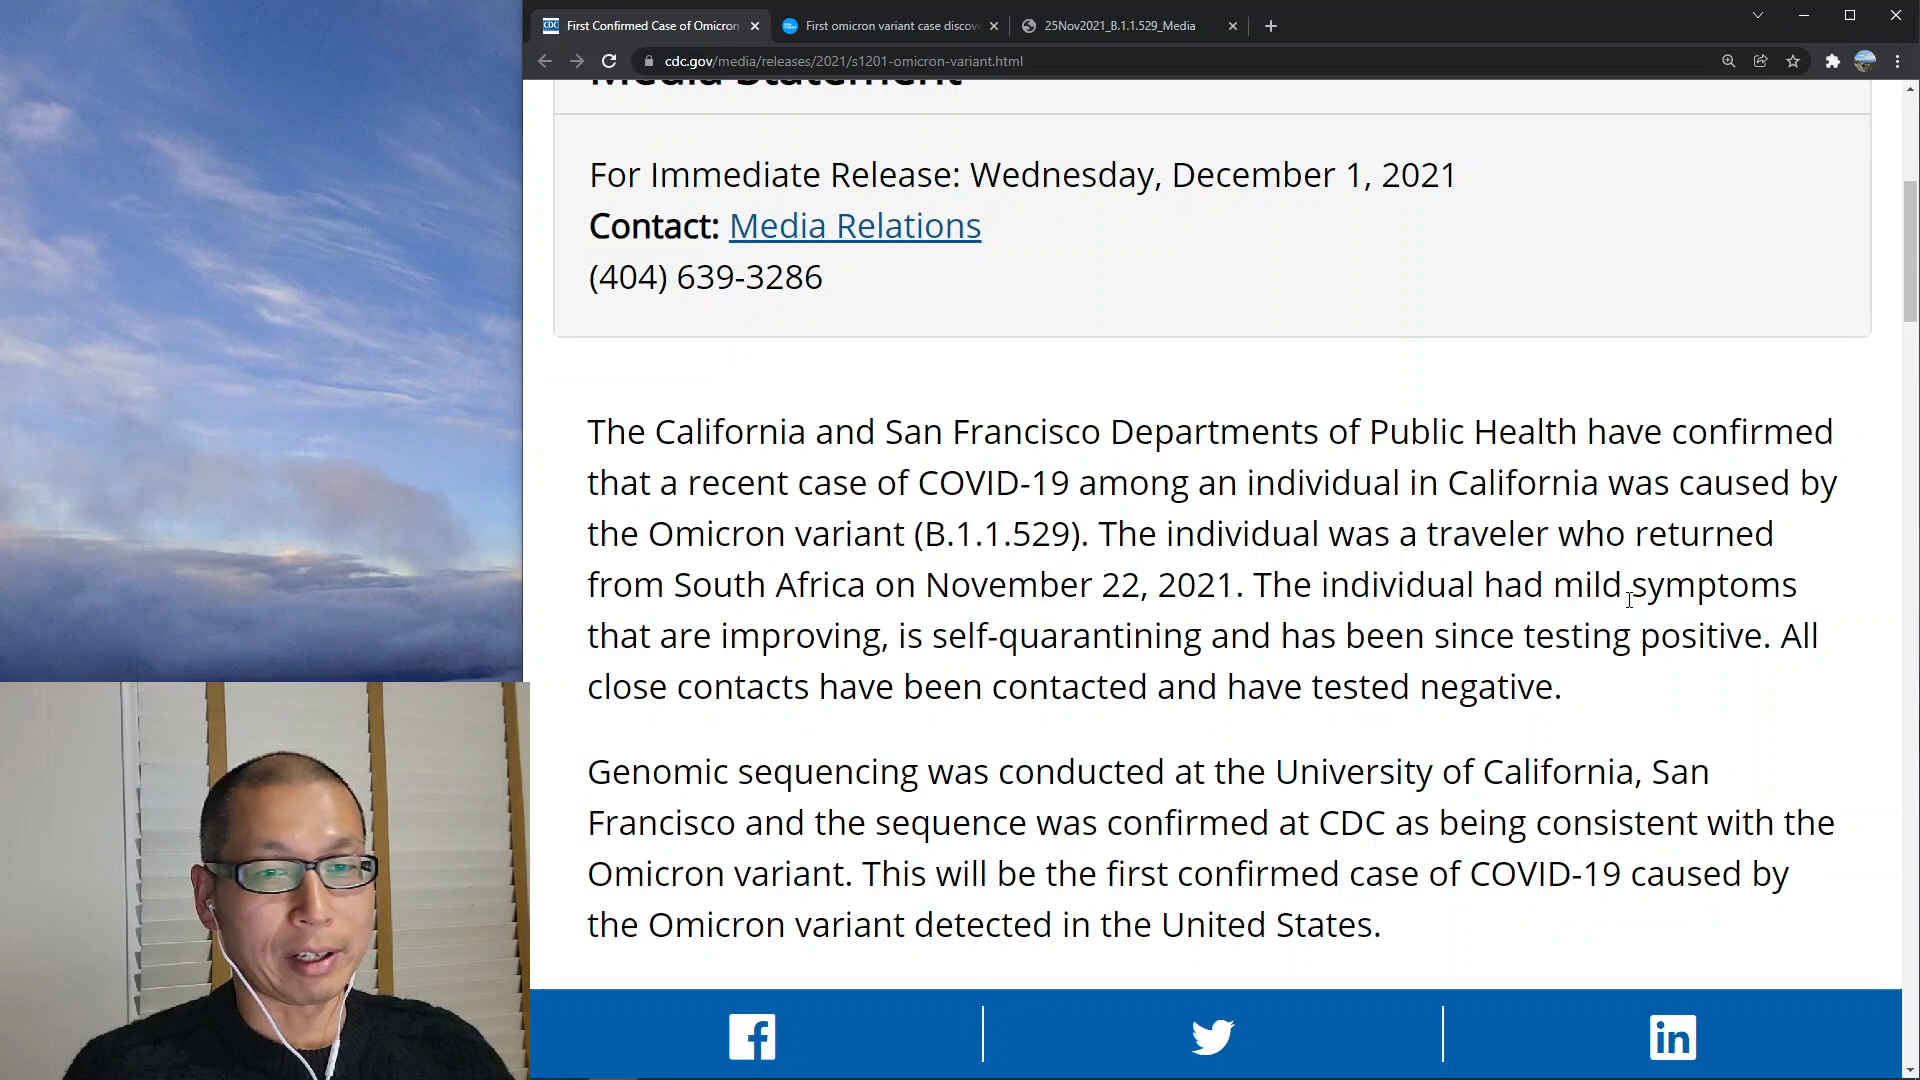 First Confirmed Case of Omicron
First omicron variant case discov
25Nov2021_B.1.1.529_Media
cdc.gov/media/releases/2021/s1201-omicron-variant.html
Media Statement
For Immediate Release: Wednesday, December 1, 2021
Contact: Media Relations
(404) 639-3286
The California and San Francisco Departments of Public Health have confirmed
that a recent case of COVID-19 among an individual in California was caused by
the Omicron variant (B.1.1.529). The individual was a traveler who returned
from South Africa on November 22, 2021. The individual had mild symptoms
that are improving, is self-quarantining and has been since testing positive. All
close contacts have been contacted and have tested negative.
Genomic sequencing was conducted at the University of California, San
Francisco and the sequence was confirmed at CDC as being consistent with the
Omicron variant. This will be the first confirmed case of COVID-19 caused by
the Omicron variant detected in the United States.